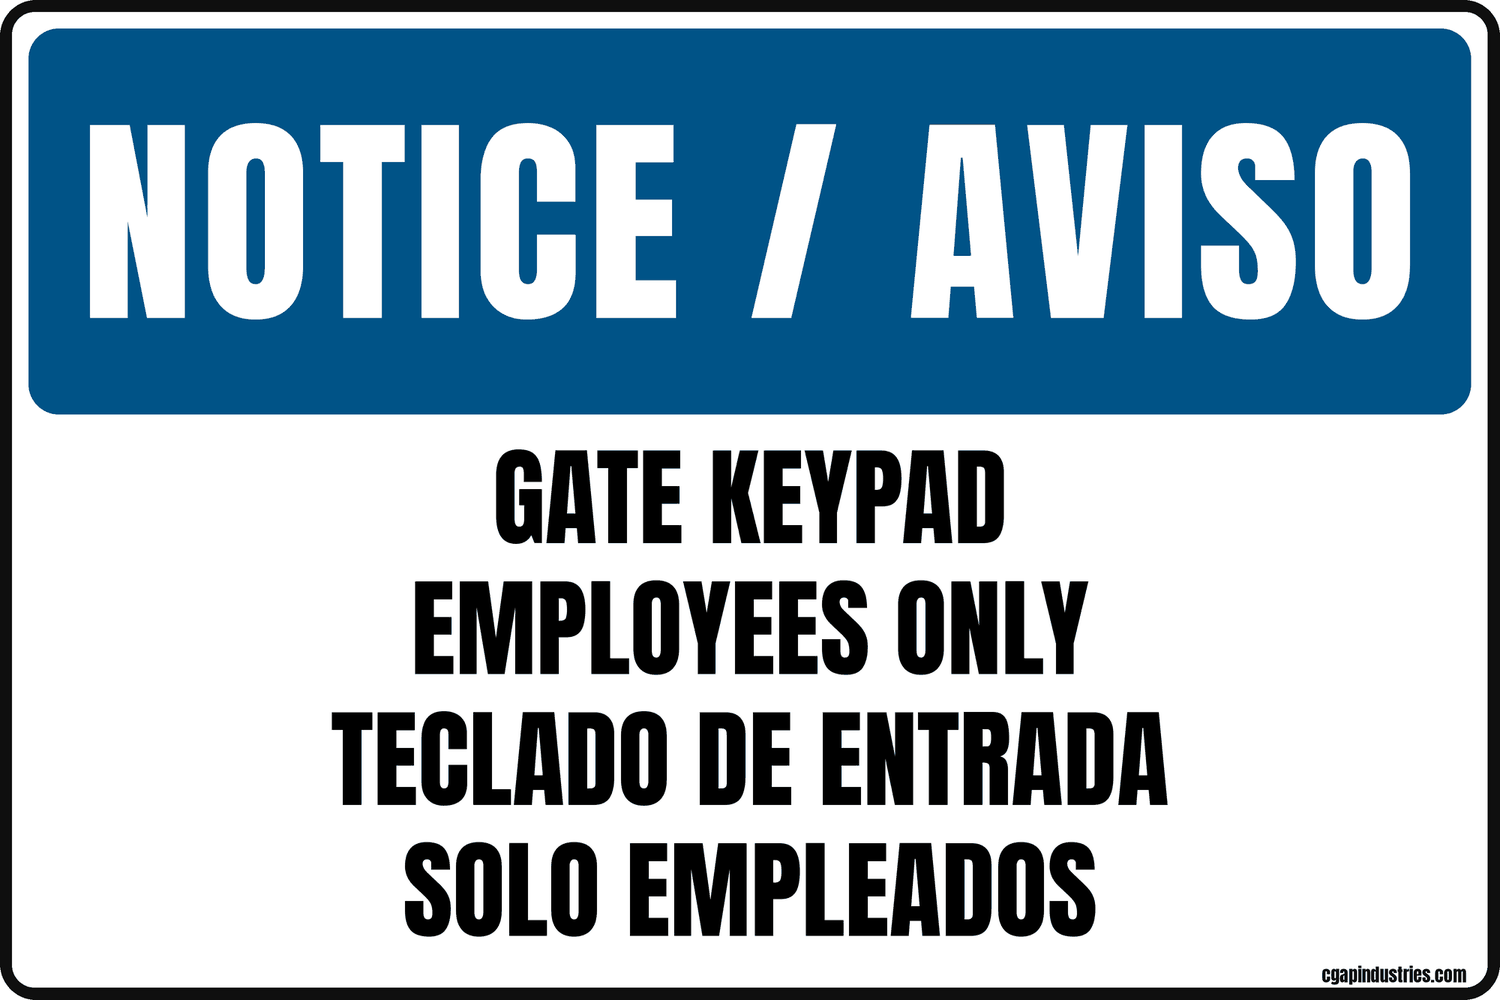 NOTICE / AVISO
GATE KEYPAD
EMPLOYEES ONLY
TECLADO DE ENTRADA
SOLO EMPLEADOS
cgapindustries.com